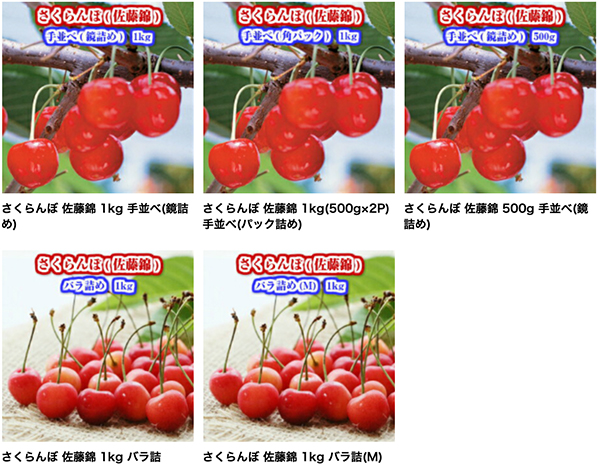 さくらんぼ(佐藤錦)
手並べ(鏡詰め) 1kg
さくらんぼ 佐藤錦 1kg 手並べ(鏡詰
め)
さくらんぼ(佐藤錦)
手並べ(角パック) 1kg
さくらんぼ 佐藤錦 1kg(500g×2P)
手並べ(パック詰め)
さくらんぼ(佐藤錦)
手並べ(鏡詰め) 500g
さくらんぼ 佐藤錦 500g 手並べ(鏡
詰め)
さくらんぼ(佐藤錦)
バラ詰め 1kg
さくらんぼ 佐藤錦 1kg バラ詰
さくらんぼ(佐藤錦)
バラ詰め(M) 1kg
さくらんぼ 佐藤錦 1kg バラ詰(M)